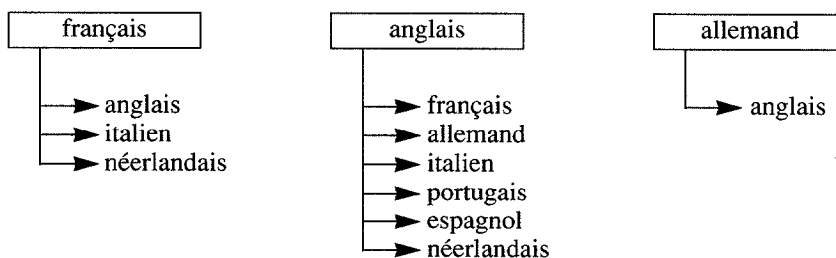 français
anglais
italien
néerlandais
anglais
français
allemand
italien
portugais
espagnol
néerlandais
allemand
anglais